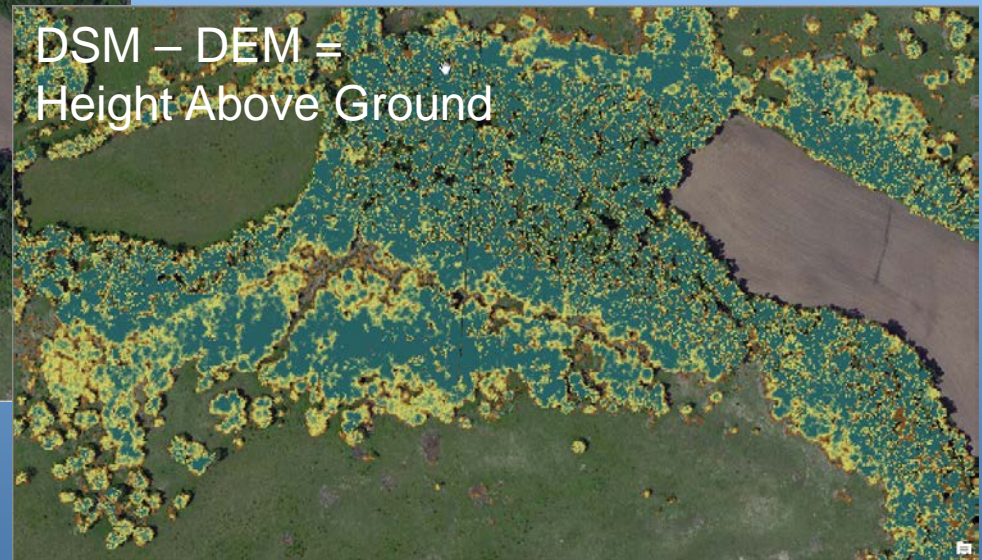 DSM – DEM =
Height Above Ground